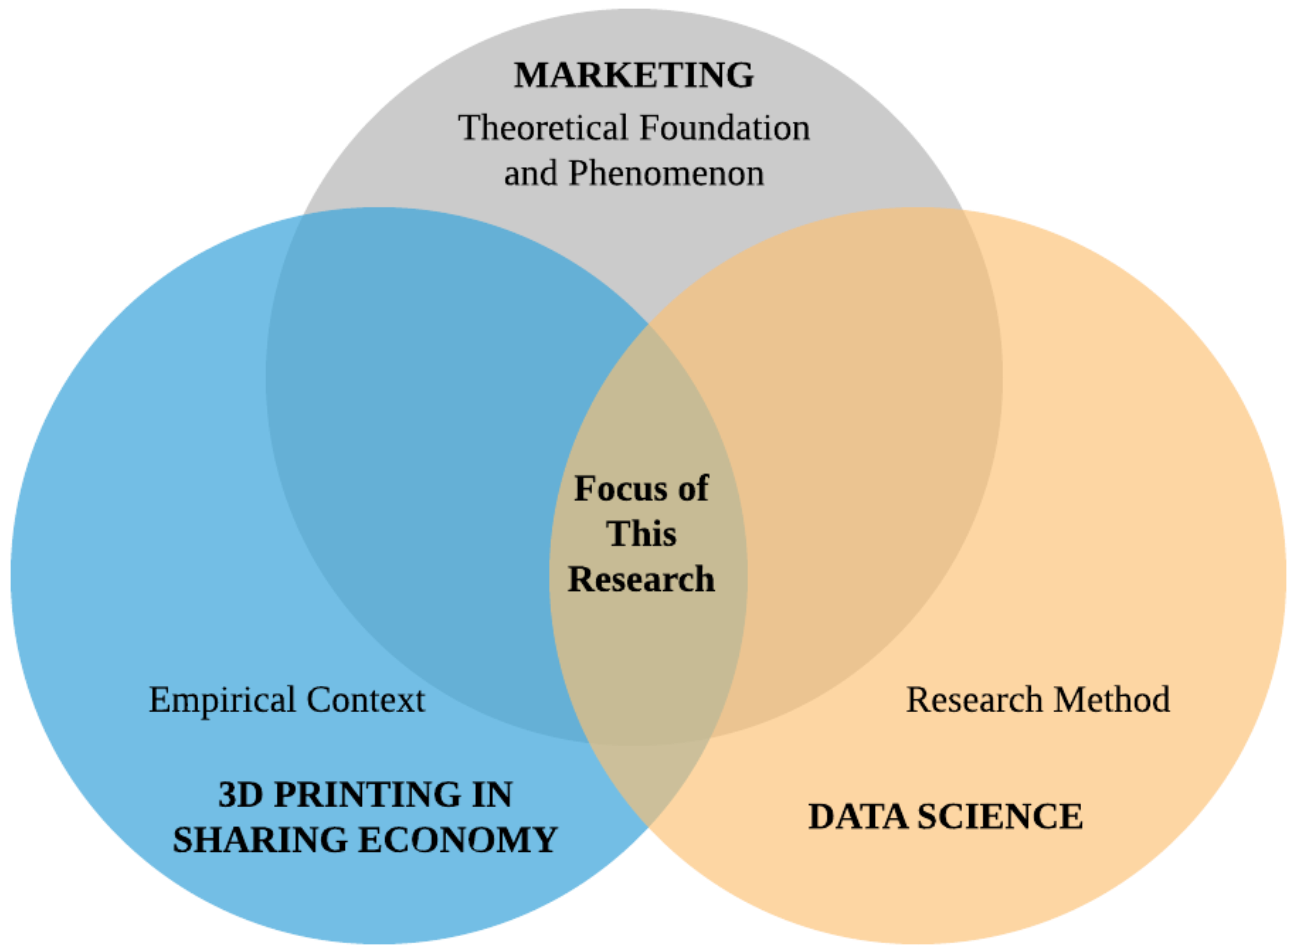 MARKETING
Theoretical Foundation
and Phenomenon
Focus of
This
Research
Empirical Context
3D PRINTING IN
SHARING ECONOMY
Research Method
DATA SCIENCE